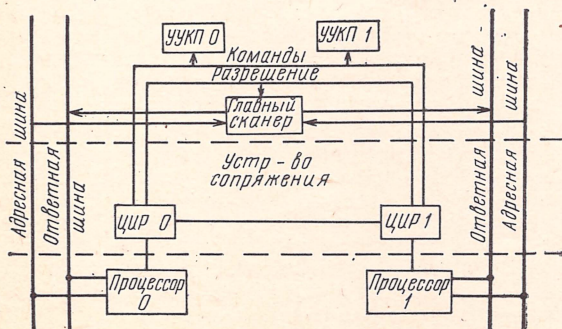 УУКП 0
УУКП 1
Команды
Разрешение
Главный
сканер
шина
шина
шина
Устр-во
сопряжения
Адресная
Ответная
шина
Ответная
Адресная
ЦИР 0
ЦИР 1
Процессор
0
Процессор
1